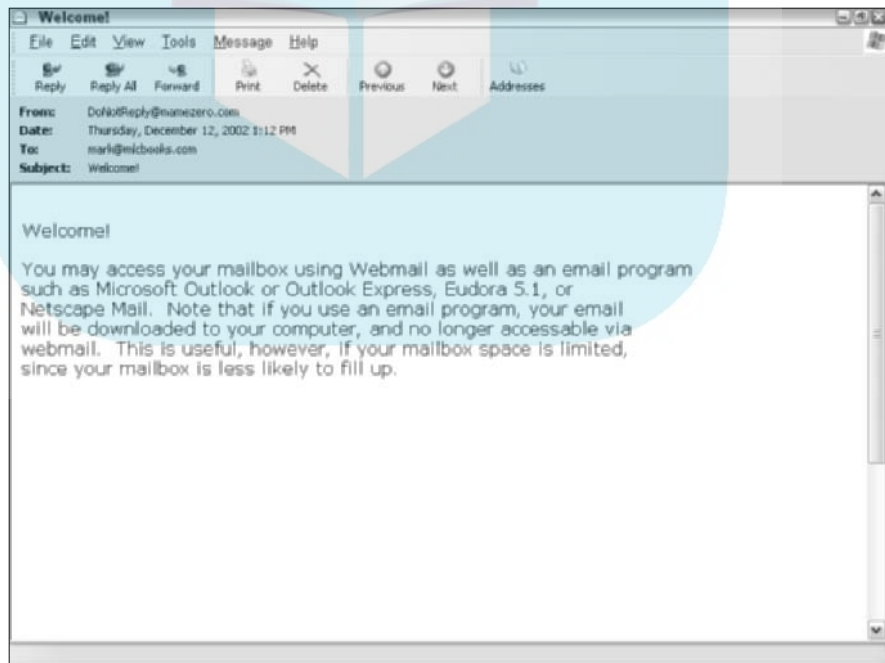 Welcome!
File Edit View Tools Message Help
Reply Reply All Forward Print Delete Previous Next Addresses
From: DoNotReply@namezero.com
Date: Thursday, December 12, 2002 1:12 PM
To: mark@micbooks.com
Subject: Welcome!
Welcome!
You may access your mailbox using Webmail as well as an email program
such as Microsoft Outlook or Outlook Express, Eudora 5.1, or
Netscape Mail. Note that if you use an email program, your email
will be downloaded to your computer, and no longer accessable via
webmail. This is useful, however, if your mailbox space is limited,
since your mailbox is less likely to fill up.